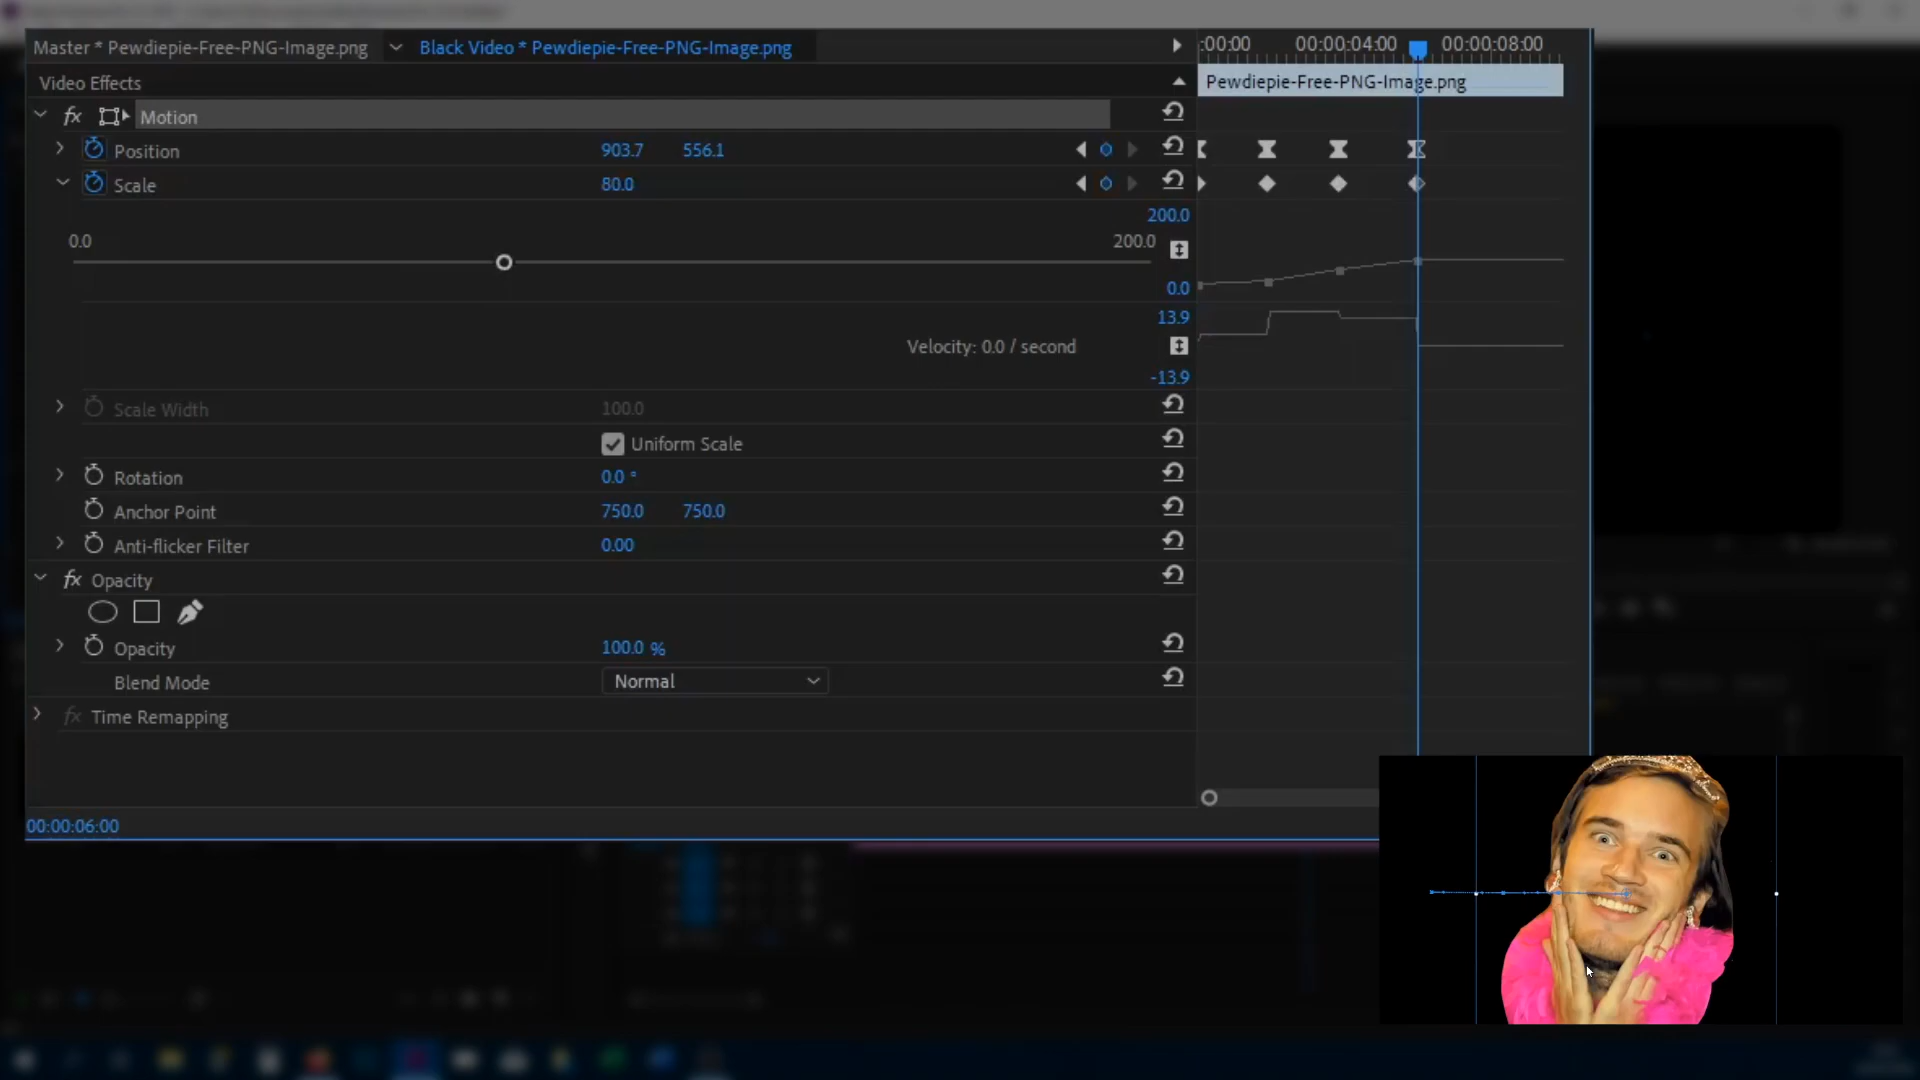 Master * Pewdiepie-Free-PNG-Image.png
Black Video * Pewdiepie-Free-PNG-Image.png
:00:00
00:00:04:00
00:00:08:00
Video Effects
Pewdiepie-Free-PNG-Image.png
fx Motion
Position 903.7 556.1
Scale 80.0
200.0
0.0 200.0
0.0
13.9
Velocity: 0.0 / second
-13.9
Scale Width 100.0
Uniform Scale
Rotation 0.0 °
Anchor Point 750.0 750.0
Anti-flicker Filter 0.00
fx Opacity
Opacity 100.0 %
Blend Mode Normal
fx Time Remapping
00:00:06:00